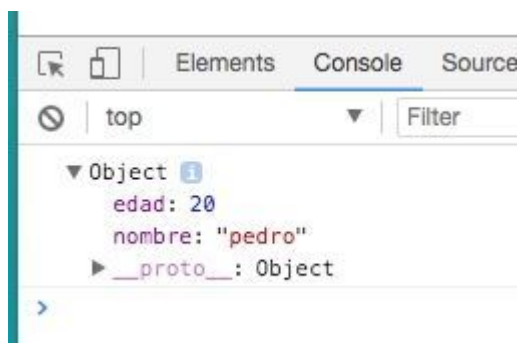 Elements Console Source
top Filter
Object i
edad: 20
nombre: "pedro"
__proto__: Object